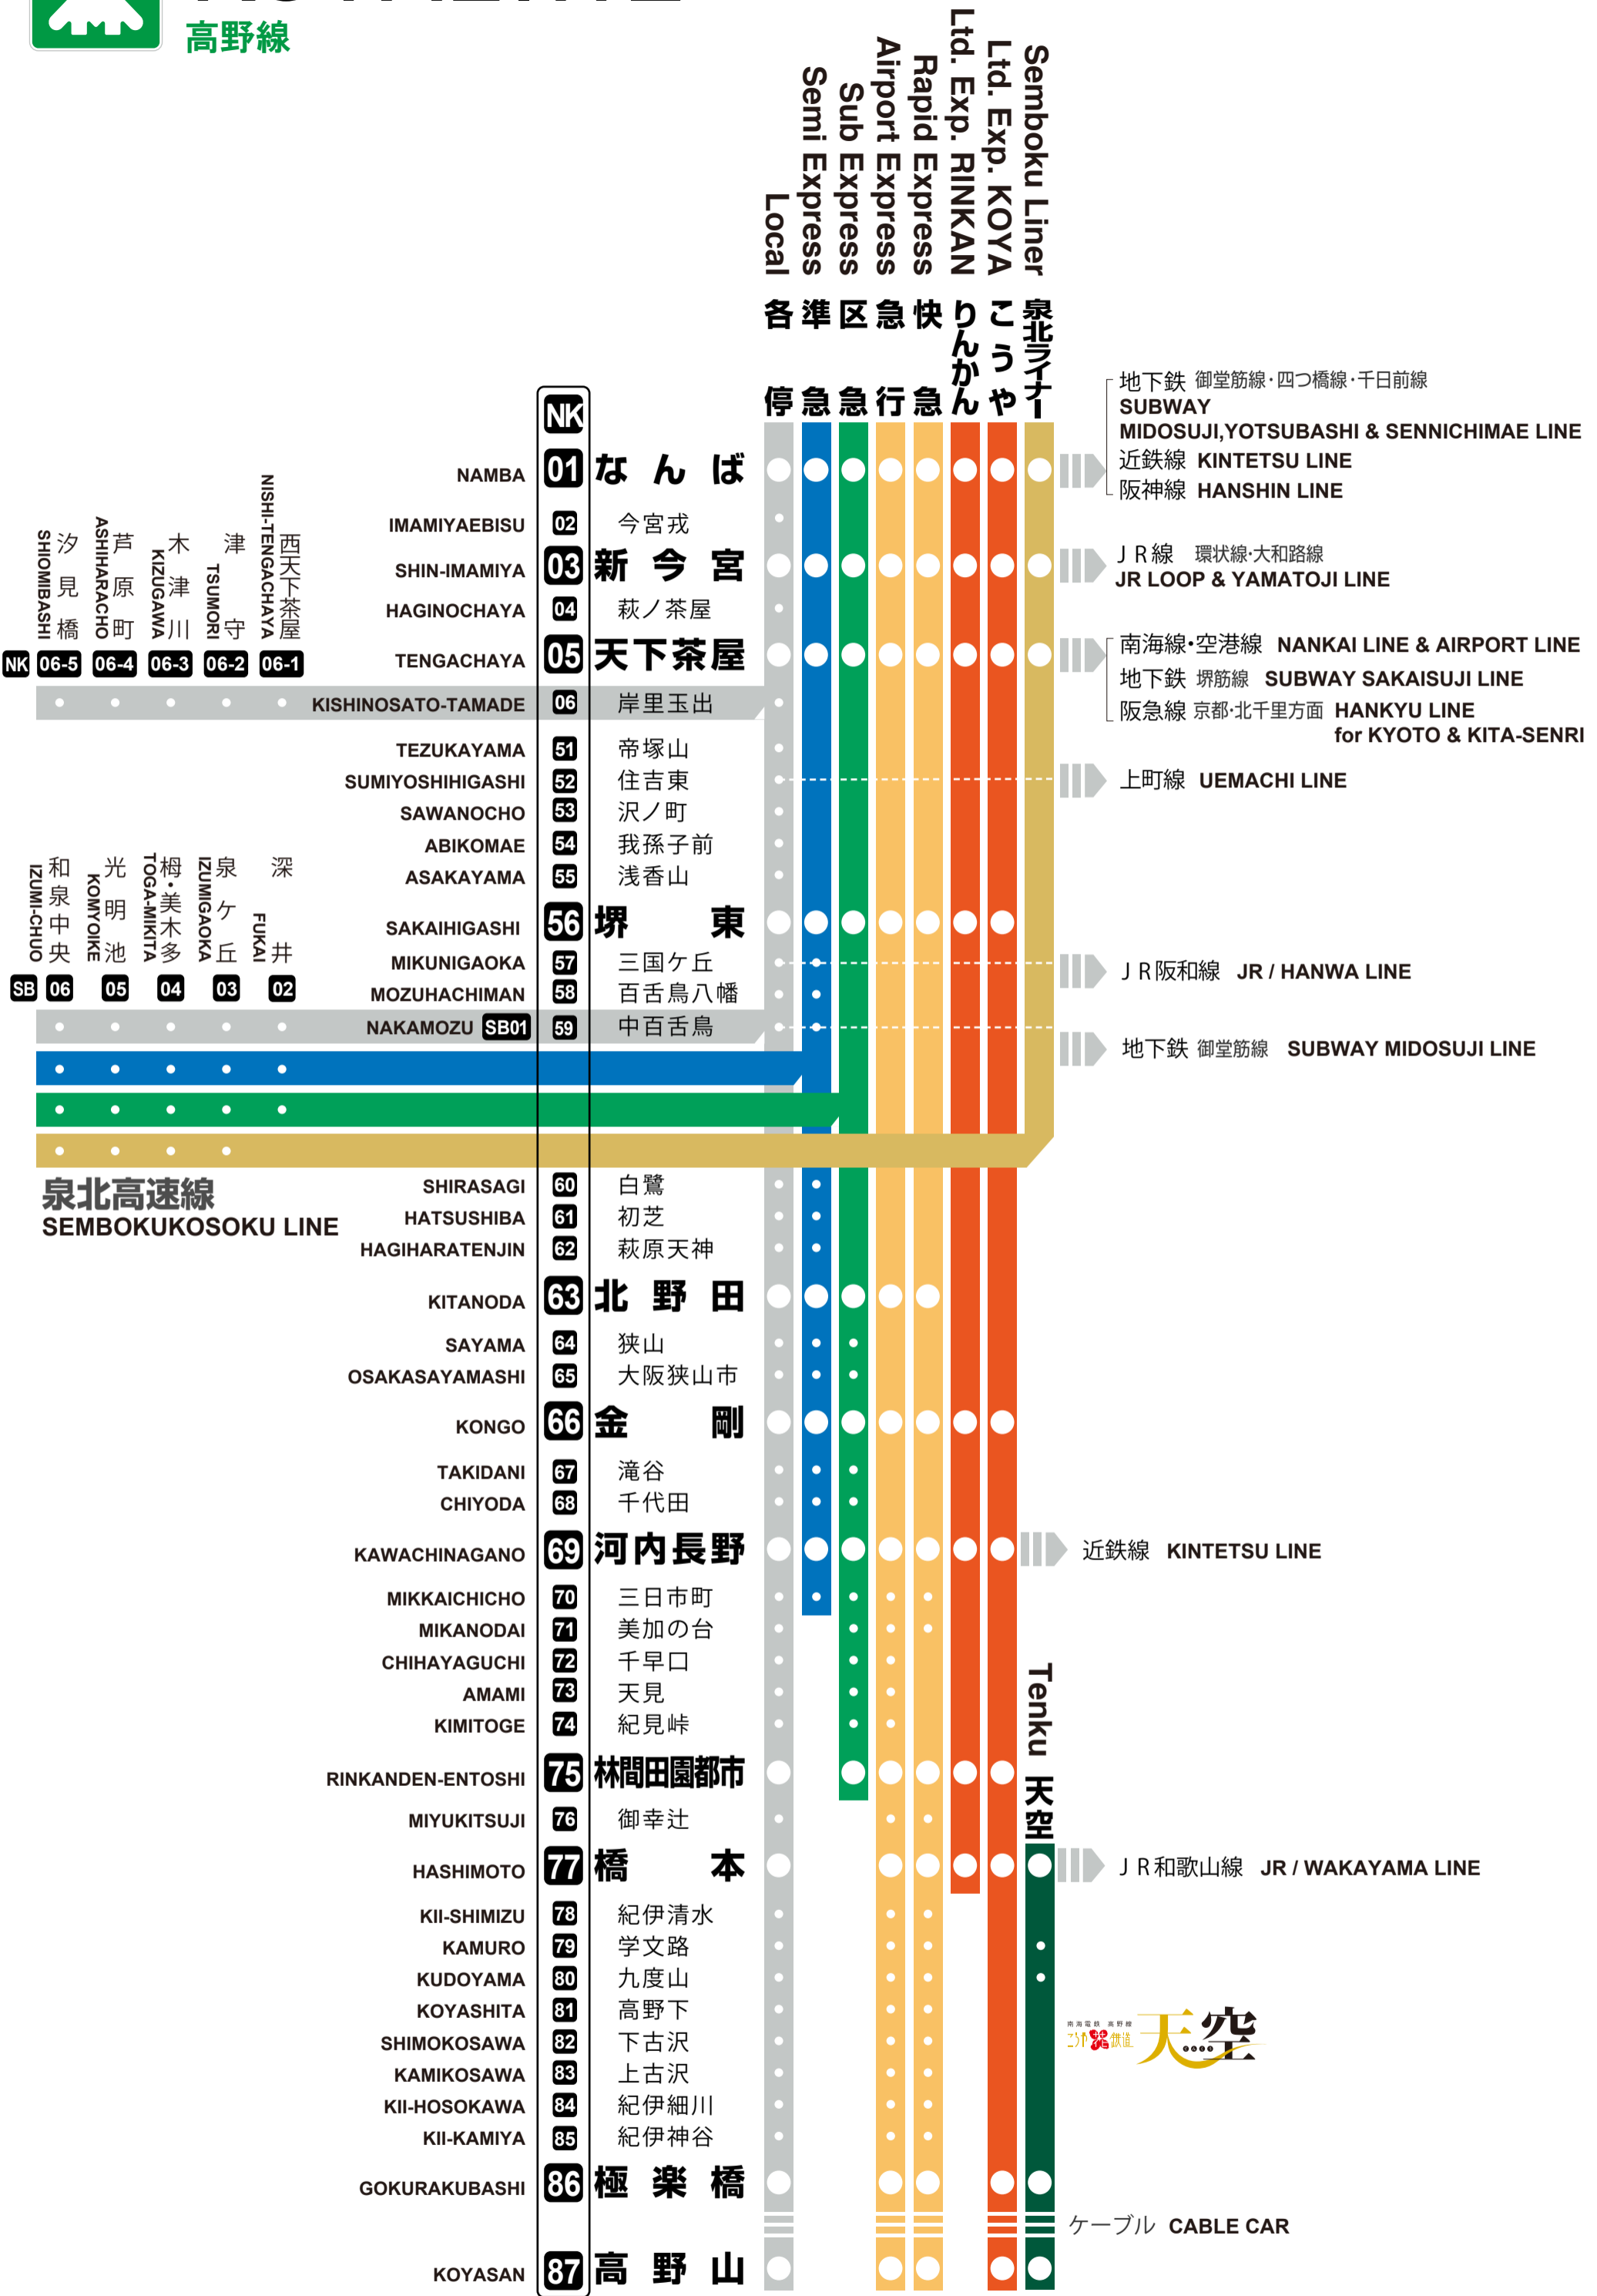 高野線
Local 各停
Semi Express 準急
Sub Express 区急
Airport Express 急行
Rapid Express 快急
Ltd. Exp. RINKAN りんかん
Ltd. Exp. KOYA こうや
Semboku Liner 泉北ライナー
NK
NAMBA 01 なんば
地下鉄 御堂筋線・四つ橋線・千日前線
SUBWAY
MIDOSUJI,YOTSUBASHI & SENNICHIMAE LINE
近鉄線 KINTETSU LINE
阪神線 HANSHIN LINE
IMAMIYAEBISU 02 今宮戎
SHIN-IMAMIYA 03 新今宮
JR線 環状線・大和路線
JR LOOP & YAMATOJI LINE
HAGINOCHAYA 04 萩ノ茶屋
TENGACHAYA 05 天下茶屋
南海線・空港線 NANKAI LINE & AIRPORT LINE
地下鉄 堺筋線 SUBWAY SAKAISUJI LINE
阪急線 京都・北千里方面 HANKYU LINE
for KYOTO & KITA-SENRI
汐見橋 SHIOMIBASHI
芦原町 ASHIHARACHO
木津川 KIZUGAWA
津守 TSUMORI
西天下茶屋 NISHI-TENGACHAYA
NK 06-5 06-4 06-3 06-2 06-1
KISHINOSATO-TAMADE 06 岸里玉出
TEZUKAYAMA 51 帝塚山
SUMIYOSHIHIGASHI 52 住吉東
上町線 UEMACHI LINE
SAWANOCHO 53 沢ノ町
ABIKOMAE 54 我孫子前
ASAKAYAMA 55 浅香山
SAKAIHIGASHI 56 堺東
MIKUNIGAOKA 57 三国ケ丘
JR阪和線 JR / HANWA LINE
MOZUHACHIMAN 58 百舌鳥八幡
和泉中央 IZUMI-CHUO
光明池 KOMYOIKE
栂・美木多 TOGA-MIKITA
泉ケ丘 IZUMIGAOKA
深井 FUKAI
SB 06 05 04 03 02
NAKAMOZU SB01 59 中百舌鳥
地下鉄 御堂筋線 SUBWAY MIDOSUJI LINE
泉北高速線
SEMBOKUKOSOKU LINE
SHIRASAGI 60 白鷺
HATSUSHIBA 61 初芝
HAGIHARATENJIN 62 萩原天神
KITANODA 63 北野田
SAYAMA 64 狭山
OSAKASAYAMASHI 65 大阪狭山市
KONGO 66 金剛
TAKIDANI 67 滝谷
CHIYODA 68 千代田
KAWACHINAGANO 69 河内長野
近鉄線 KINTETSU LINE
MIKKAICHICHO 70 三日市町
MIKANODAI 71 美加の台
CHIHAYAGUCHI 72 千早口
AMAMI 73 天見
KIMITOGE 74 紀見峠
RINKANDEN-ENTOSHI 75 林間田園都市
Tenku 天空
MIYUKITSUJI 76 御幸辻
HASHIMOTO 77 橋本
JR和歌山線 JR / WAKAYAMA LINE
KII-SHIMIZU 78 紀伊清水
KAMURO 79 学文路
KUDOYAMA 80 九度山
KOYASHITA 81 高野下
南海電鉄 高野線
こうや花鉄道 天空
SHIMOKOSAWA 82 下古沢
KAMIKOSAWA 83 上古沢
KII-HOSOKAWA 84 紀伊細川
KII-KAMIYA 85 紀伊神谷
GOKURAKUBASHI 86 極楽橋
ケーブル CABLE CAR
KOYASAN 87 高野山